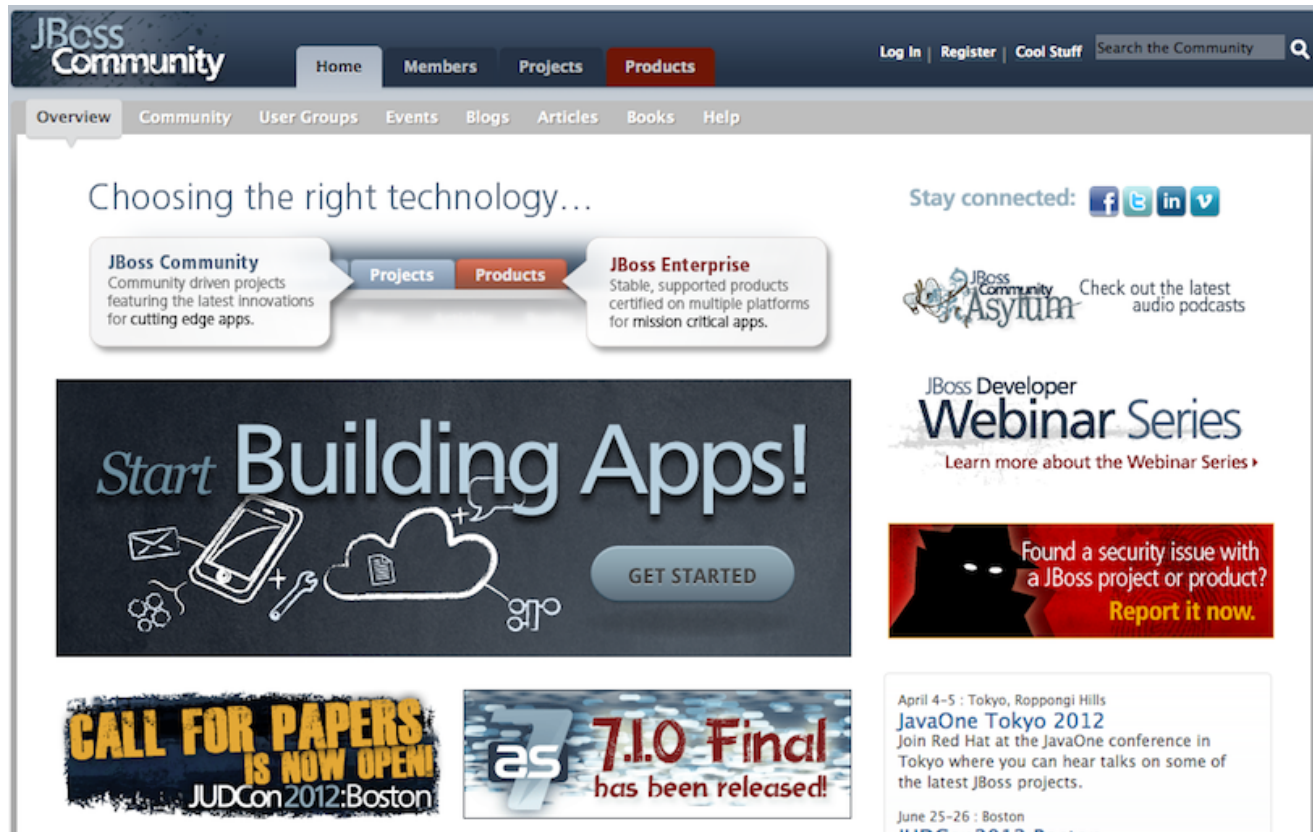 JBoss
Community
Home
Members
Projects
Products
Log In | Register | Cool Stuff
Search the Community
Overview
Community
User Groups
Events
Blogs
Articles
Books
Help
Choosing the right technology...
JBoss Community
Community driven projects
featuring the latest innovations
for cutting edge apps.
Projects
Products
JBoss Enterprise
Stable, supported products
certified on multiple platforms
for mission critical apps.
Start Building Apps!
GET STARTED
CALL FOR PAPERS
IS NOW OPEN!
JUDCon2012:Boston
as
7
7.1.0 Final
has been released!
Stay connected:
f
t
in
v
JBoss
Community
Asylum
Check out the latest
audio podcasts
JBoss Developer
Webinar Series
Learn more about the Webinar Series
Found a security issue with
a JBoss project or product?
Report it now.
April 4-5 : Tokyo, Roppongi Hills
JavaOne Tokyo 2012
Join Red Hat at the JavaOne conference in
Tokyo where you can hear talks on some of
the latest JBoss projects.
June 25-26 : Boston